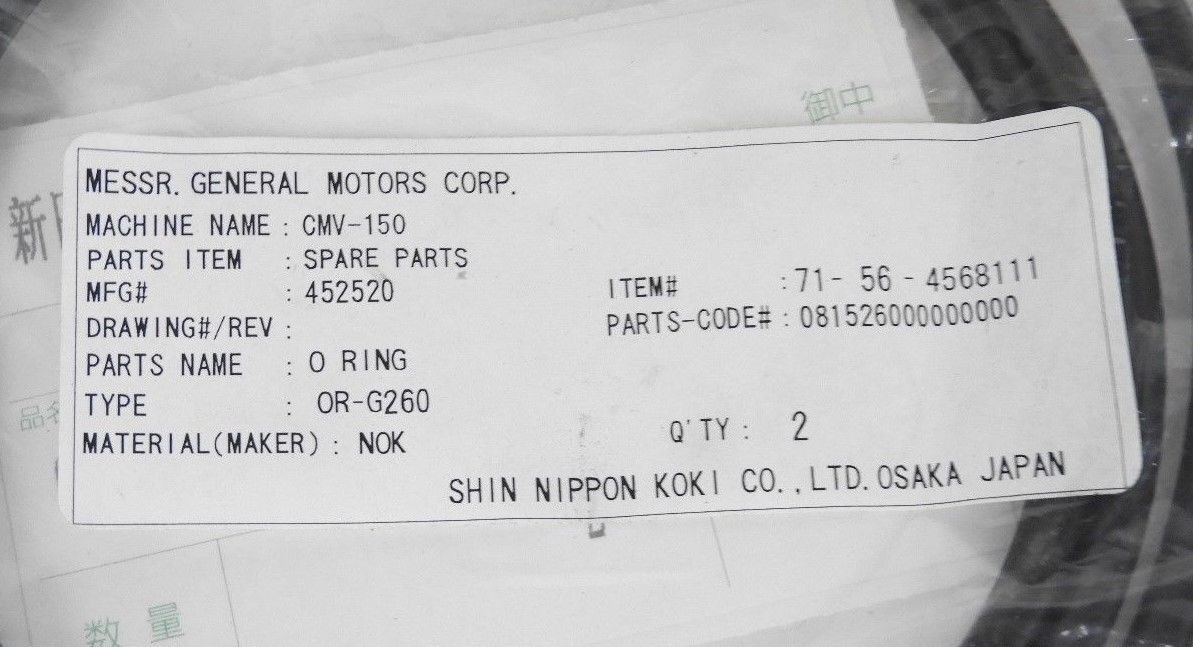 御中
MESSR. GENERAL MOTORS CORP.
MACHINE NAME : CMV-150
PARTS ITEM : SPARE PARTS
MFG# : 452520
ITEM# : 71- 56 - 4568111
DRAWING#/REV :
PARTS-CODE# : 081526000000000
PARTS NAME : O RING
TYPE : OR-G260
MATERIAL(MAKER) : NOK
Q'TY : 2
SHIN NIPPON KOKI CO.,LTD. OSAKA JAPAN
新
品名
数量